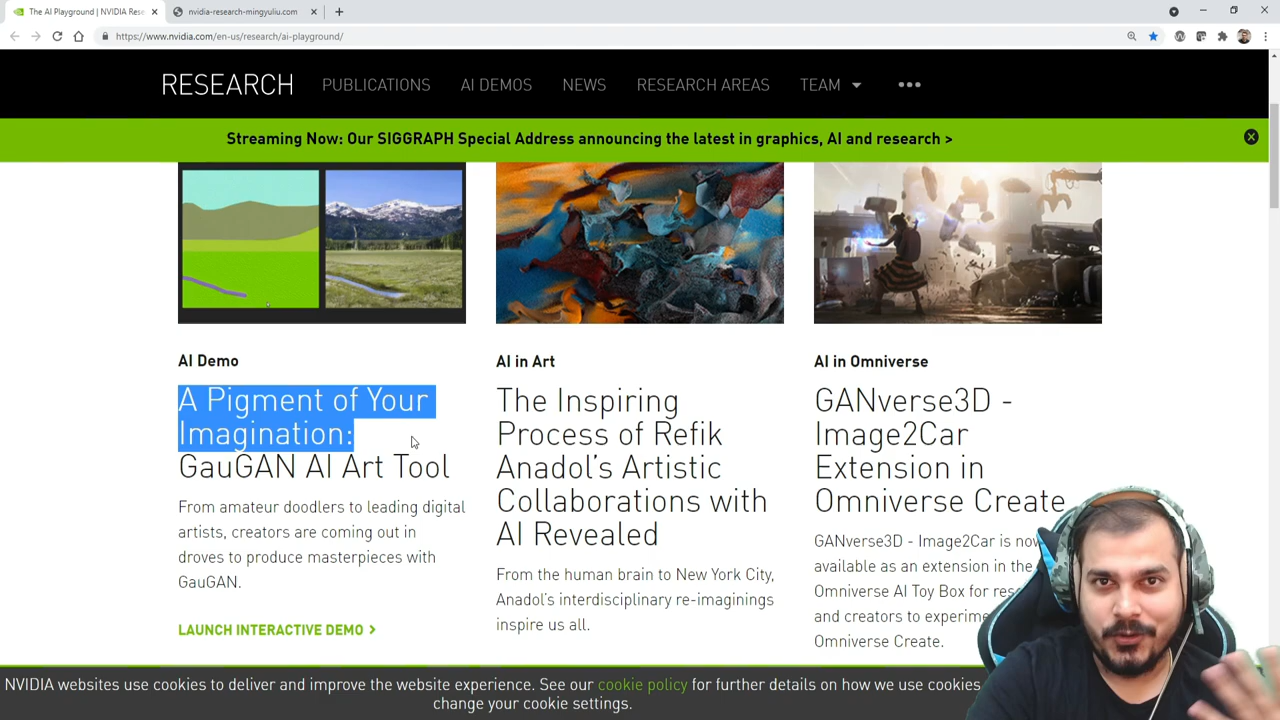 The AI Playground | NVIDIA Rese
nvidia-research-mingyuliu.com
https://www.nvidia.com/en-us/research/ai-playground/
RESEARCH PUBLICATIONS AI DEMOS NEWS RESEARCH AREAS TEAM
Streaming Now: Our SIGGRAPH Special Address announcing the latest in graphics, AI and research >
AI Demo
A Pigment of Your
Imagination:
GauGAN AI Art Tool
From amateur doodlers to leading digital
artists, creators are coming out in
droves to produce masterpieces with
GauGAN.
LAUNCH INTERACTIVE DEMO >
AI in Art
The Inspiring
Process of Refik
Anadol's Artistic
Collaborations with
AI Revealed
From the human brain to New York City,
Anadol's interdisciplinary re-imaginings
inspire us all.
AI in Omniverse
GANverse3D -
Image2Car
Extension in
Omniverse Create
GANverse3D - Image2Car is now
available as an extension in the
Omniverse AI Toy Box for
and creators to
Omniverse Create.
NVIDIA websites use cookies to deliver and improve the website experience. See our cookie policy for further details on how we use cookies
change your cookie settings.